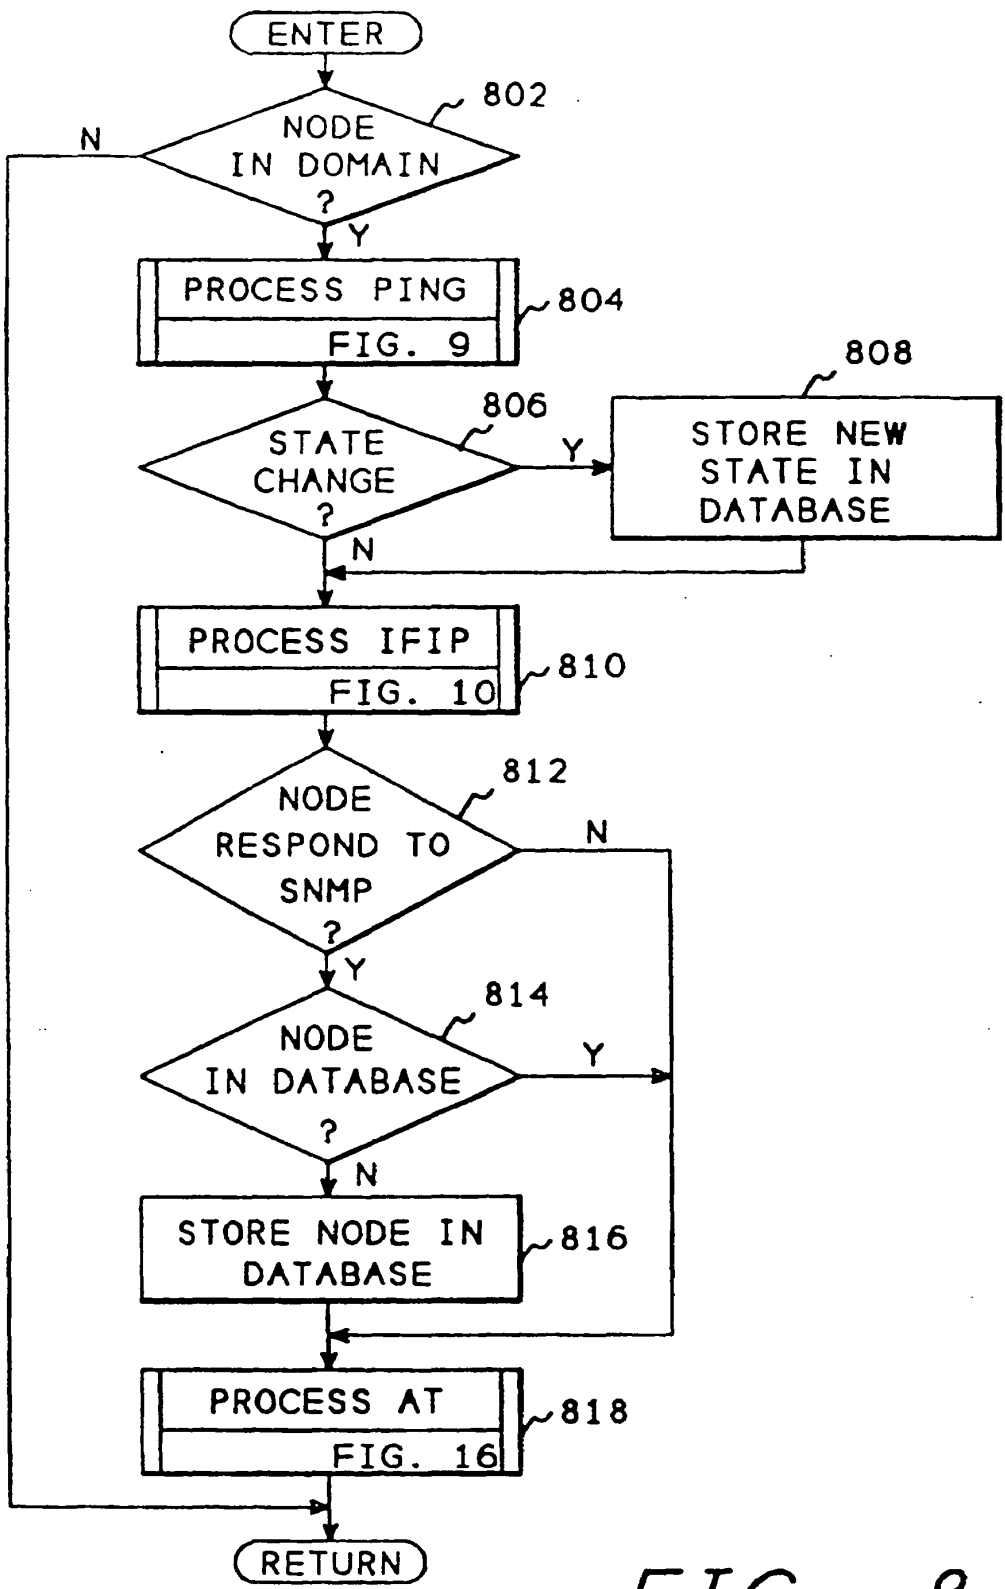 ENTER
802
N
NODE
IN DOMAIN
?
Y
PROCESS PING
FIG. 9
804
808
806
STATE
CHANGE
?
Y
STORE NEW
STATE IN
DATABASE
N
PROCESS IFIP
FIG. 10
810
812
NODE
RESPOND TO
SNMP
?
N
Y
814
NODE
IN DATABASE
?
Y
N
STORE NODE IN
DATABASE
816
PROCESS AT
FIG. 16
818
RETURN
FIG. 8